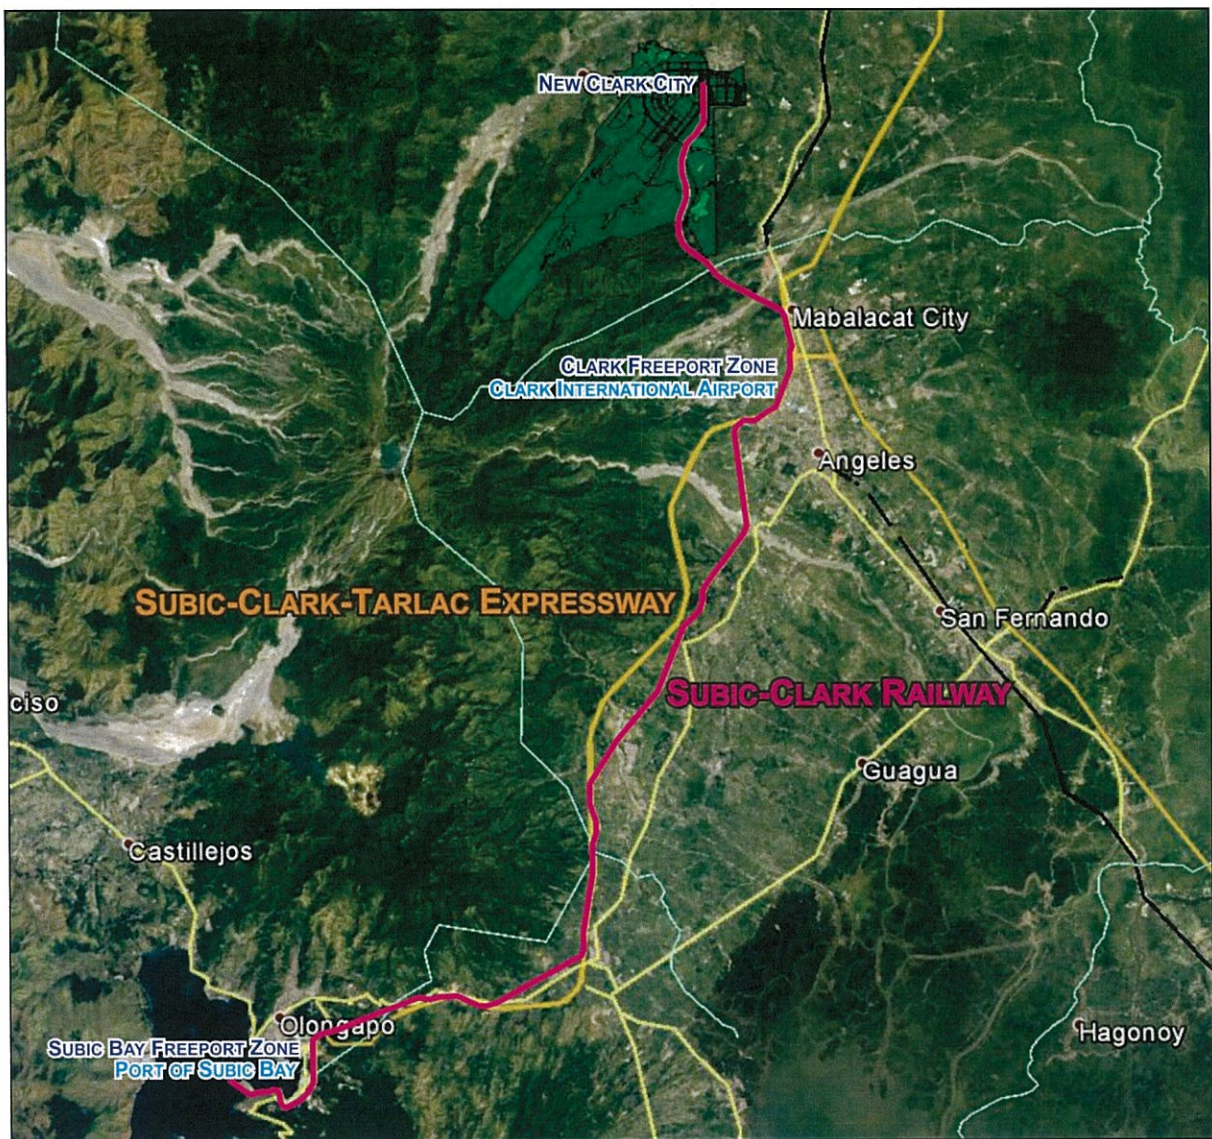 NEW CLARK CITY
Mabalacat City
CLARK FREEPORT ZONE
CLARK INTERNATIONAL AIRPORT
Angeles
SUBIC-CLARK-TARLAC EXPRESSWAY
San Fernando
ciso
SUBIC-CLARK RAILWAY
Guagua
Castillejos
Olongapo
Hagonoy
SUBIC BAY FREEPORT ZONE
PORT OF SUBIC BAY